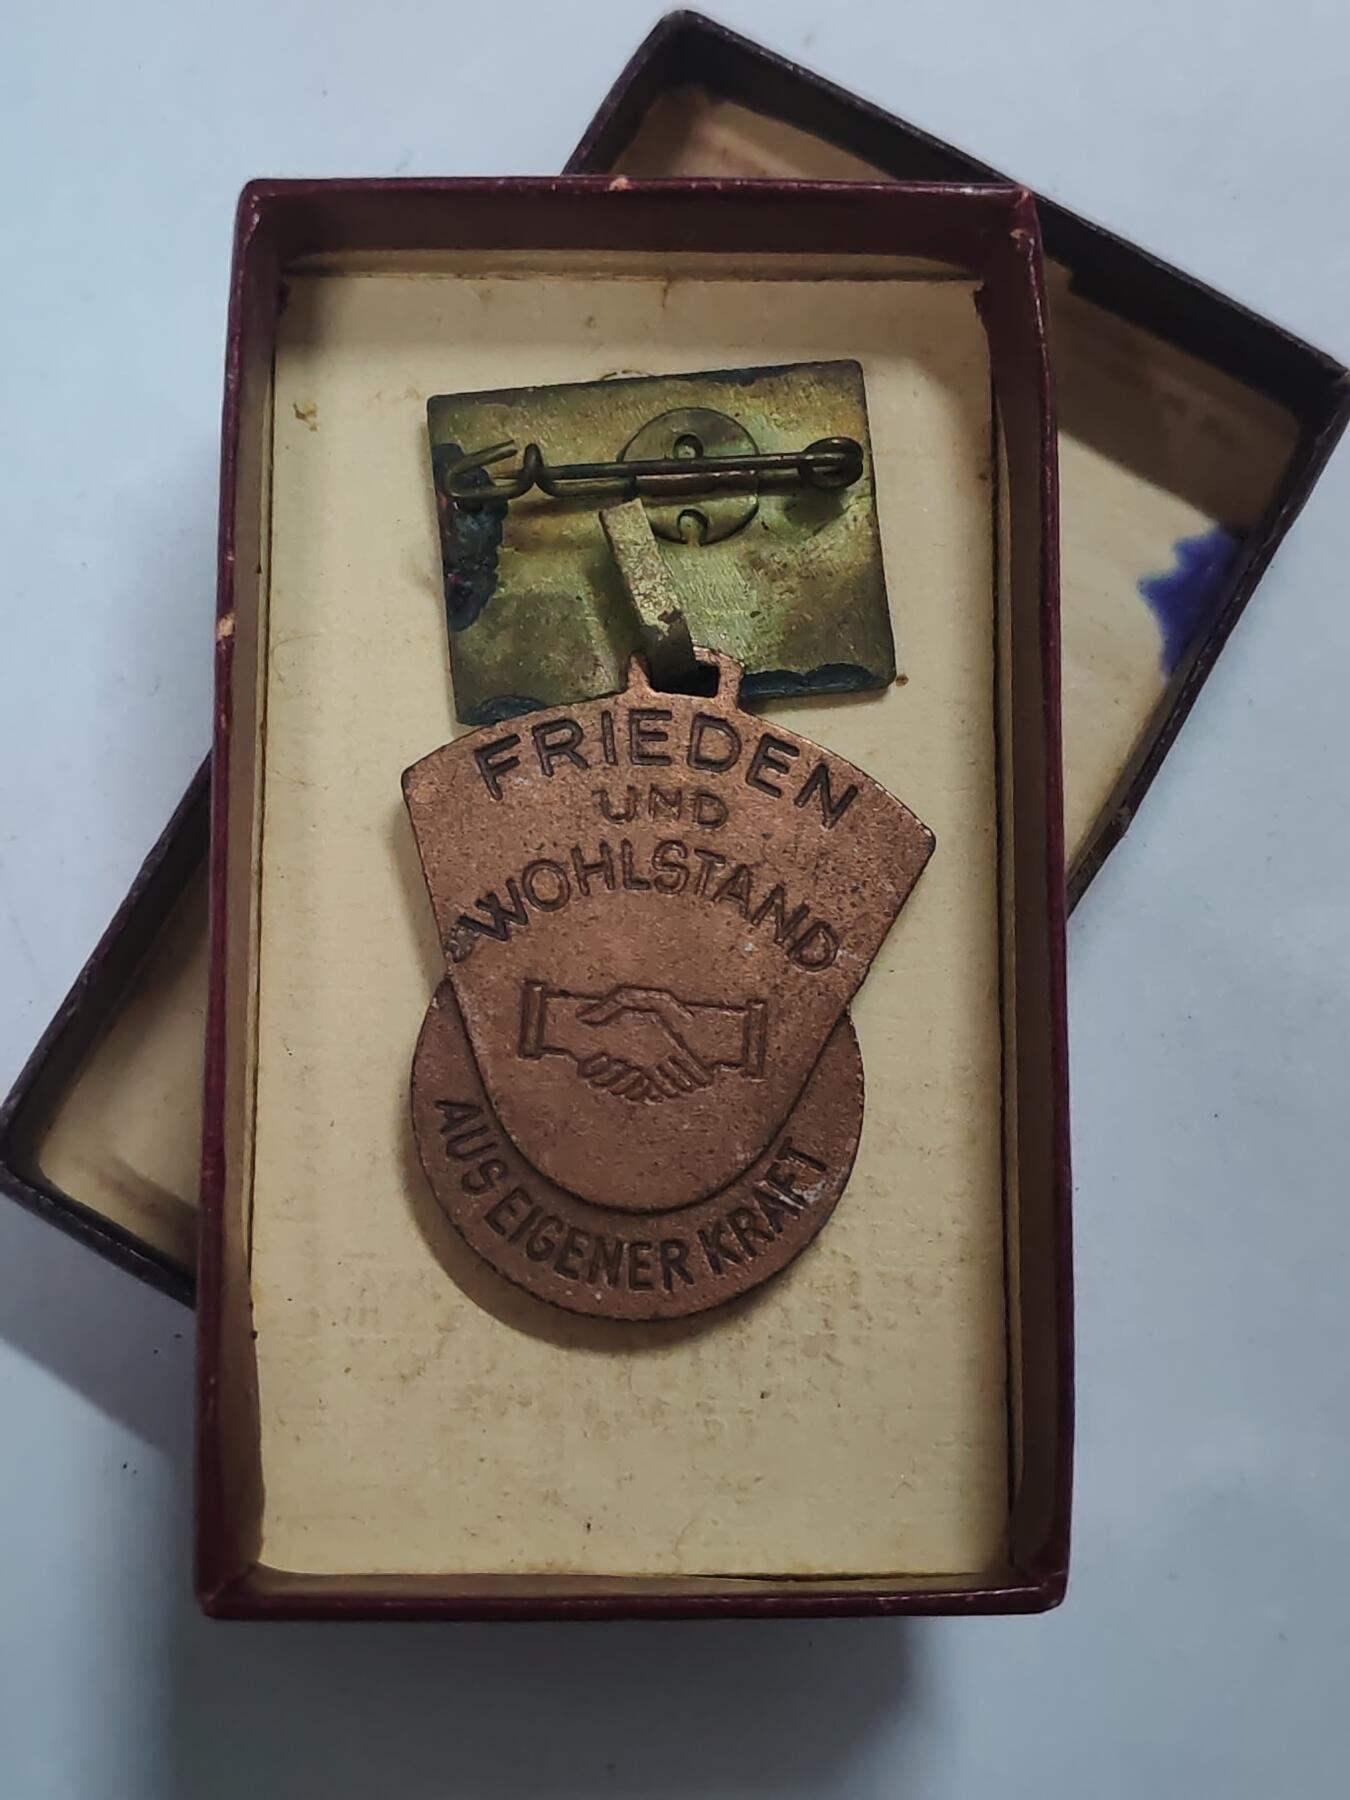 FRIEDEN
UND
WOHLSTAND
AUS EIGENER KRAFT